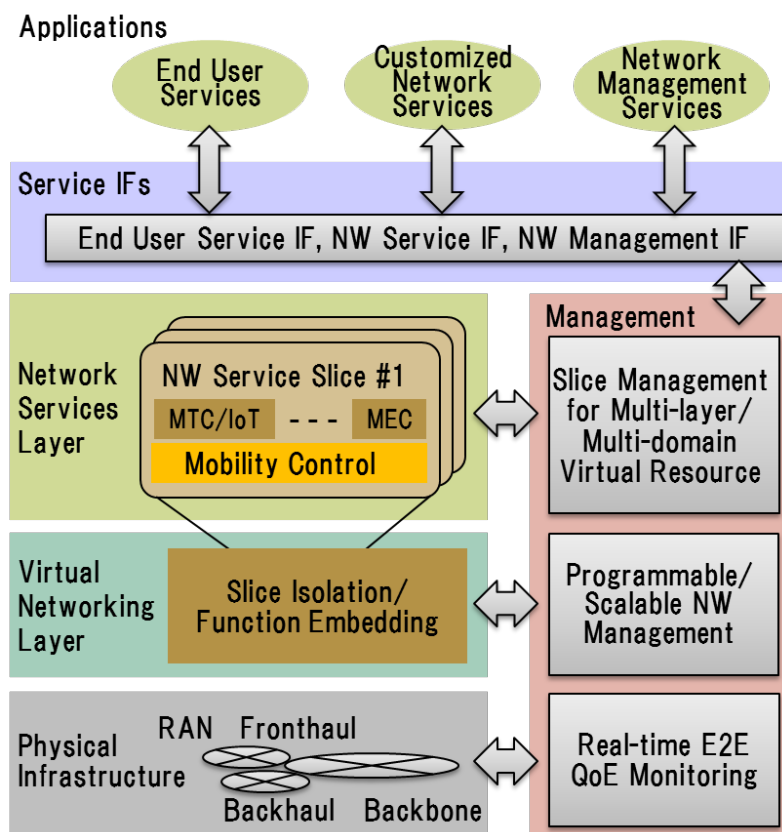 Applications
End User
Services
Customized
Network
Services
Network
Management
Services
Service IFs
End User Service IF, NW Service IF, NW Management IF
Network
Services
Layer
NW Service Slice #1
MTC/IoT - - - MEC
Mobility Control
Management
Slice Management
for Multi-layer/
Multi-domain
Virtual Resource
Virtual
Networking
Layer
Slice Isolation/
Function Embedding
Programmable/
Scalable NW
Management
Physical
Infrastructure
RAN Fronthaul
Backhaul Backbone
Real-time E2E
QoE Monitoring